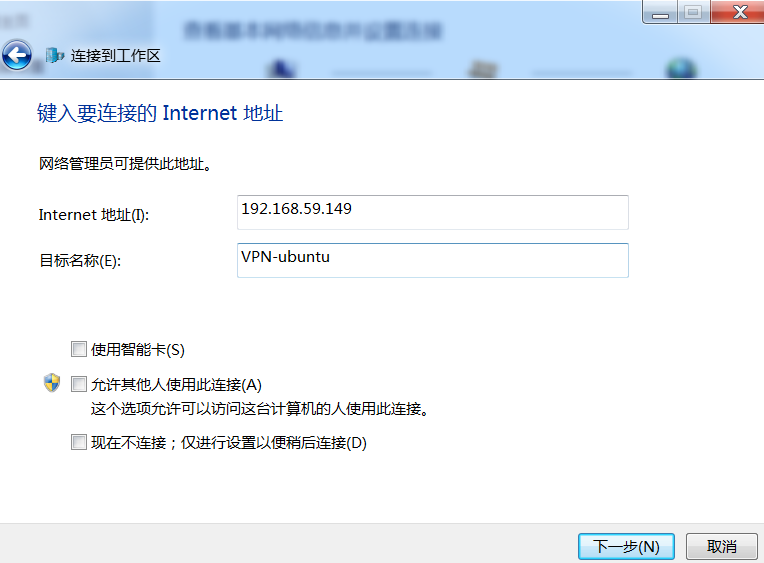 连接到工作区
键入要连接的 Internet 地址
网络管理员可提供此地址。
Internet 地址(I):
192.168.59.149
目标名称(E):
VPN-ubuntu
使用智能卡(S)
允许其他人使用此连接(A)
这个选项允许可以访问这台计算机的人使用此连接。
现在不连接；仅进行设置以便稍后连接(D)
下一步(N)
取消